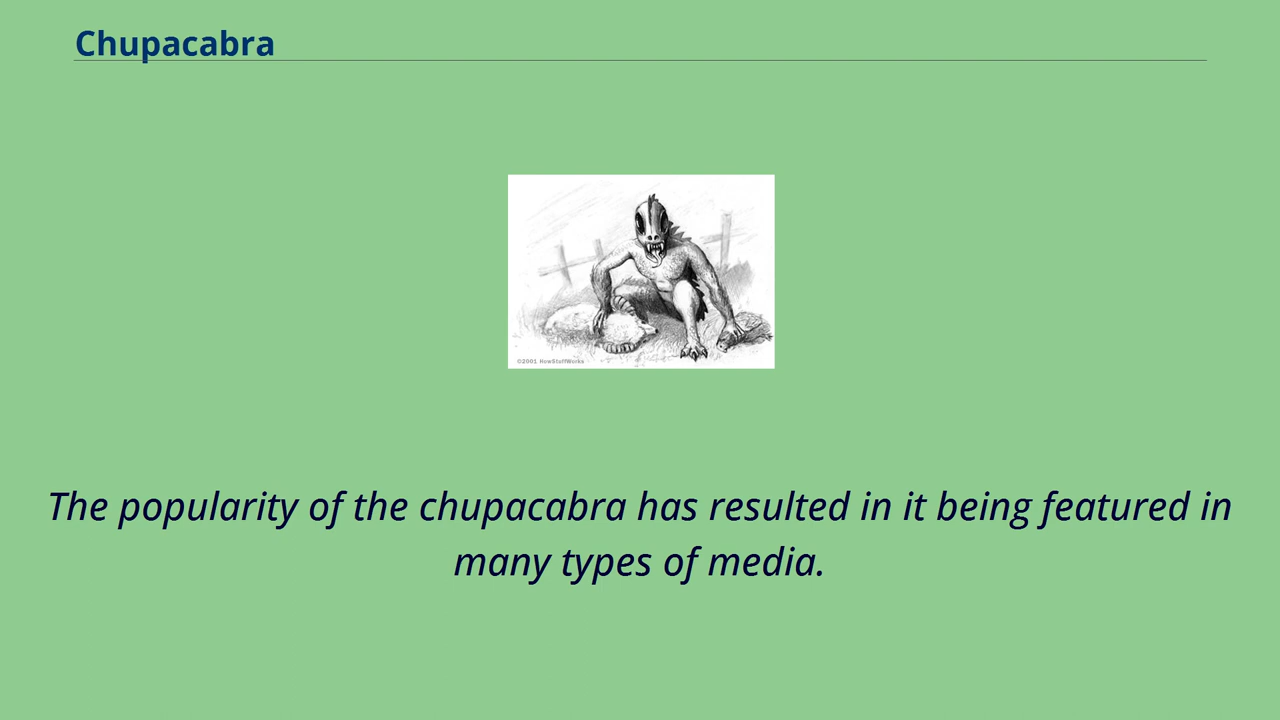 Chupacabra
©2001 HowStuffWorks
The popularity of the chupacabra has resulted in it being featured in
many types of media.